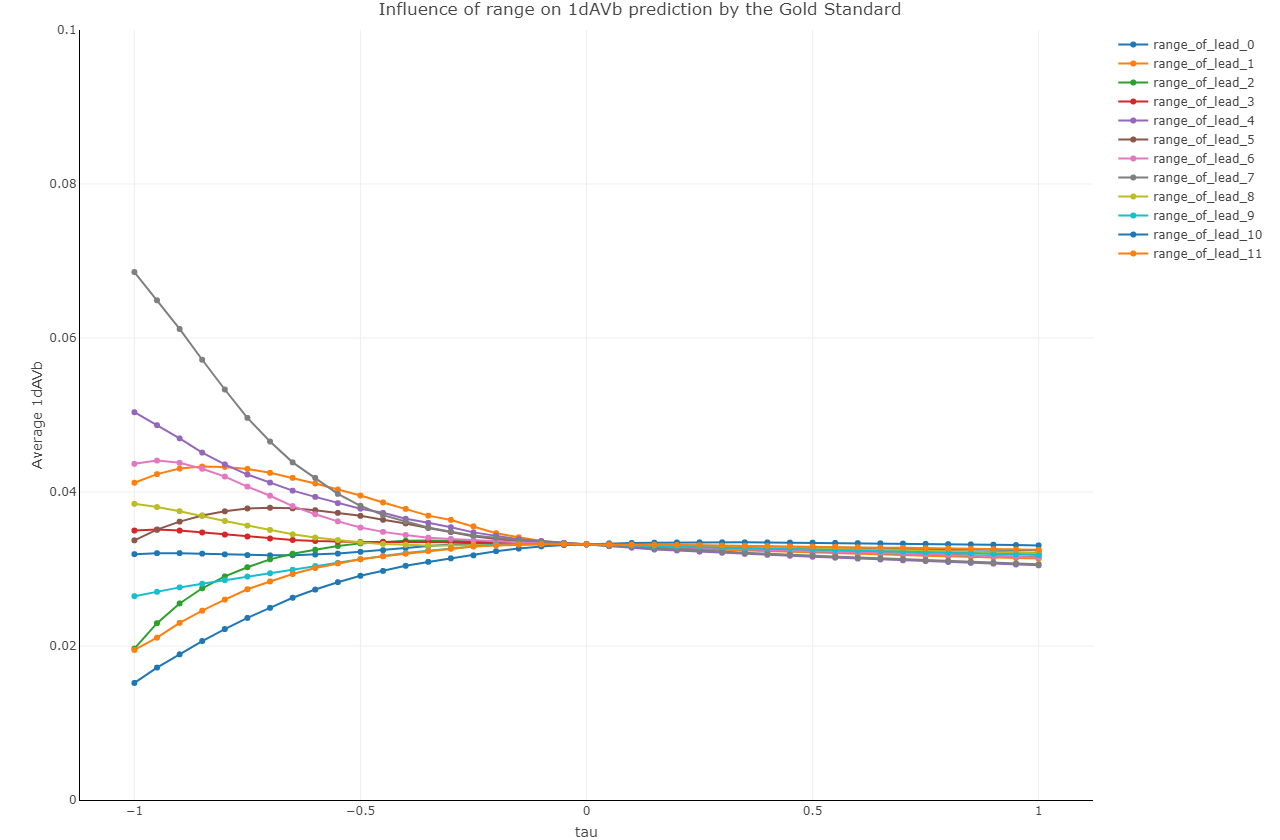 Influence of range on 1dAVb prediction by the Gold Standard
0.1
0.08
0.06
0.04
0.02
0
Average 1dAVb
−1
−0.5
0
0.5
1
tau
range_of_lead_0
range_of_lead_1
range_of_lead_2
range_of_lead_3
range_of_lead_4
range_of_lead_5
range_of_lead_6
range_of_lead_7
range_of_lead_8
range_of_lead_9
range_of_lead_10
range_of_lead_11